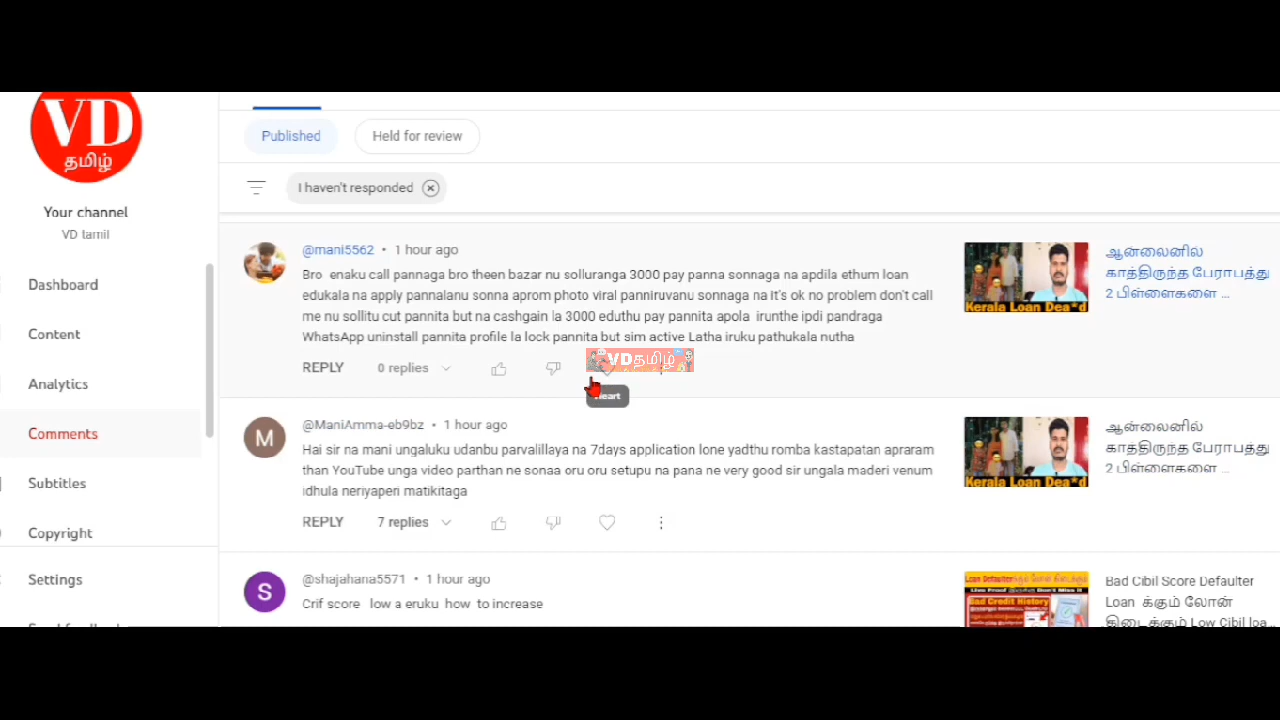 VD
தமிழ்
Your channel
VD tamil
Dashboard
Content
Analytics
Comments
Subtitles
Copyright
Settings
Published
Held for review
I haven't responded
@mani5562 • 1 hour ago
Bro enaku call pannaga bro theen bazar nu solluranga 3000 pay panna sonnaga na apdila ethum loan
edukala na apply pannalanu sonna aprom photo viral panniruvanu sonnaga na it's ok no problem don't call
me nu sollitu cut pannita but na cashgain la 3000 eduthu pay pannita apola irunthe ipdi pandraga
WhatsApp uninstall pannita profile la lock pannita but sim active Latha iruku pathukala nutha
REPLY 0 replies
VDதமிழ்
Heart
ஆன்லைனில்
காத்திருந்த பேராபத்து
2 பிள்ளைகளை ...
Kerala Loan Dea*d
@ManiAmma-eb9bz • 1 hour ago
Hai sir na mani ungaluku udanbu parvalillaya na 7days application lone yadthu romba kastapatan apraram
than YouTube unga video parthan ne sonaa oru oru setupu na pana ne very good sir ungala maderi venum
idhula neriyaperi matikitaga
REPLY 7 replies
ஆன்லைனில்
காத்திருந்த பேராபத்து
2 பிள்ளைகளை ...
Kerala Loan Dea*d
M
@shajahana5571 • 1 hour ago
Crif score low a eruku how to increase
S
Bad Credit History
Bad Cibil Score Defaulter
Loan க்கும் லோன்
கிடைக்கும் Low Cibil loa...